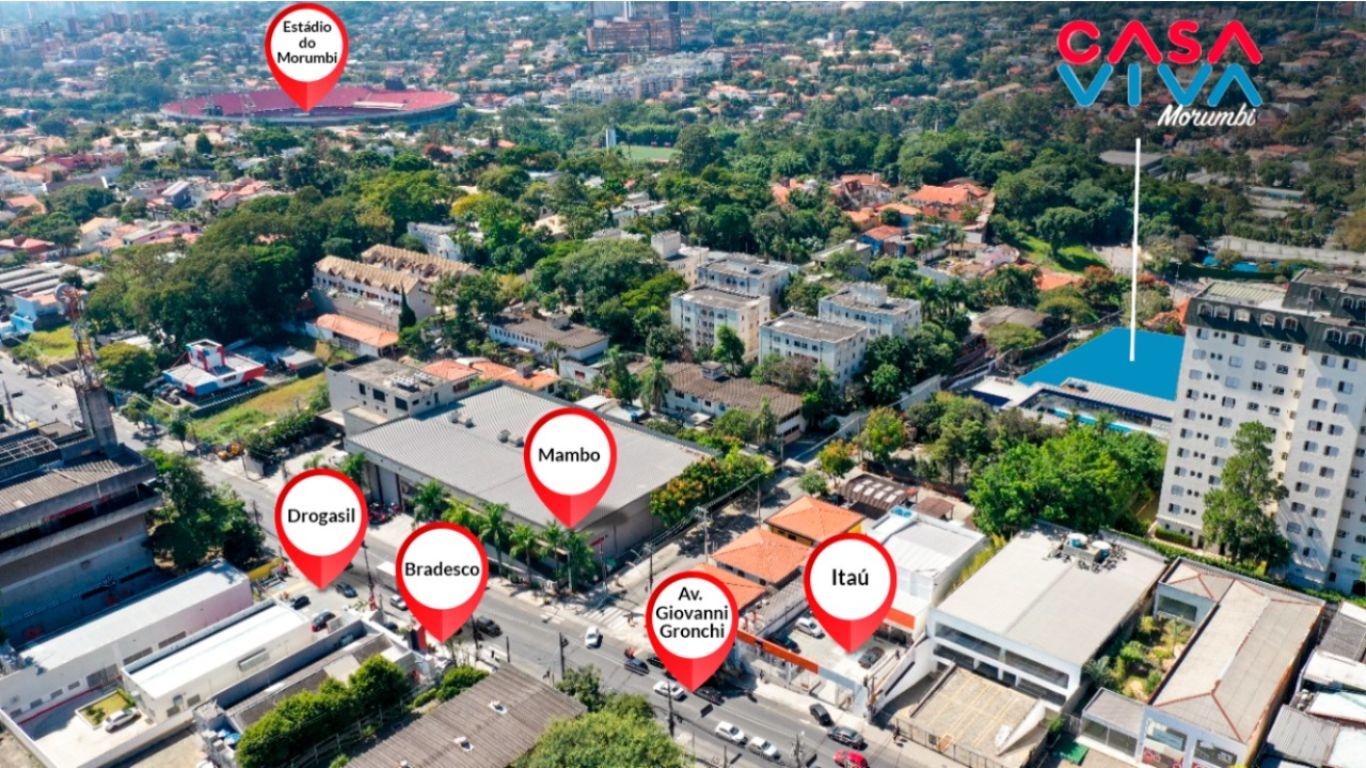 Estádio
do
Morumbi
CASA
VIVA
Morumbi
Mambo
Drogasil
Bradesco
Itaú
Av.
Giovanni
Gronchi